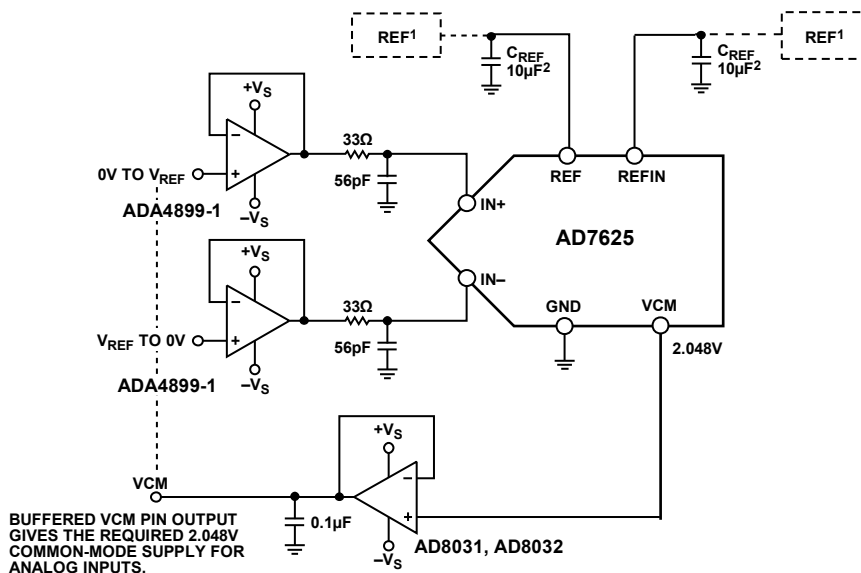 REF¹
C_REF
10µF²
C_REF
10µF²
REF¹
+V_S
−
+
0V TO V_REF
−V_S
ADA4899-1
33Ω
56pF
REF
REFIN
IN+
AD7625
IN−
GND
VCM
2.048V
+V_S
−
+
V_REF TO 0V
−V_S
ADA4899-1
33Ω
56pF
+V_S
−
+
−V_S
VCM
0.1µF
AD8031, AD8032
BUFFERED VCM PIN OUTPUT
GIVES THE REQUIRED 2.048V
COMMON-MODE SUPPLY FOR
ANALOG INPUTS.